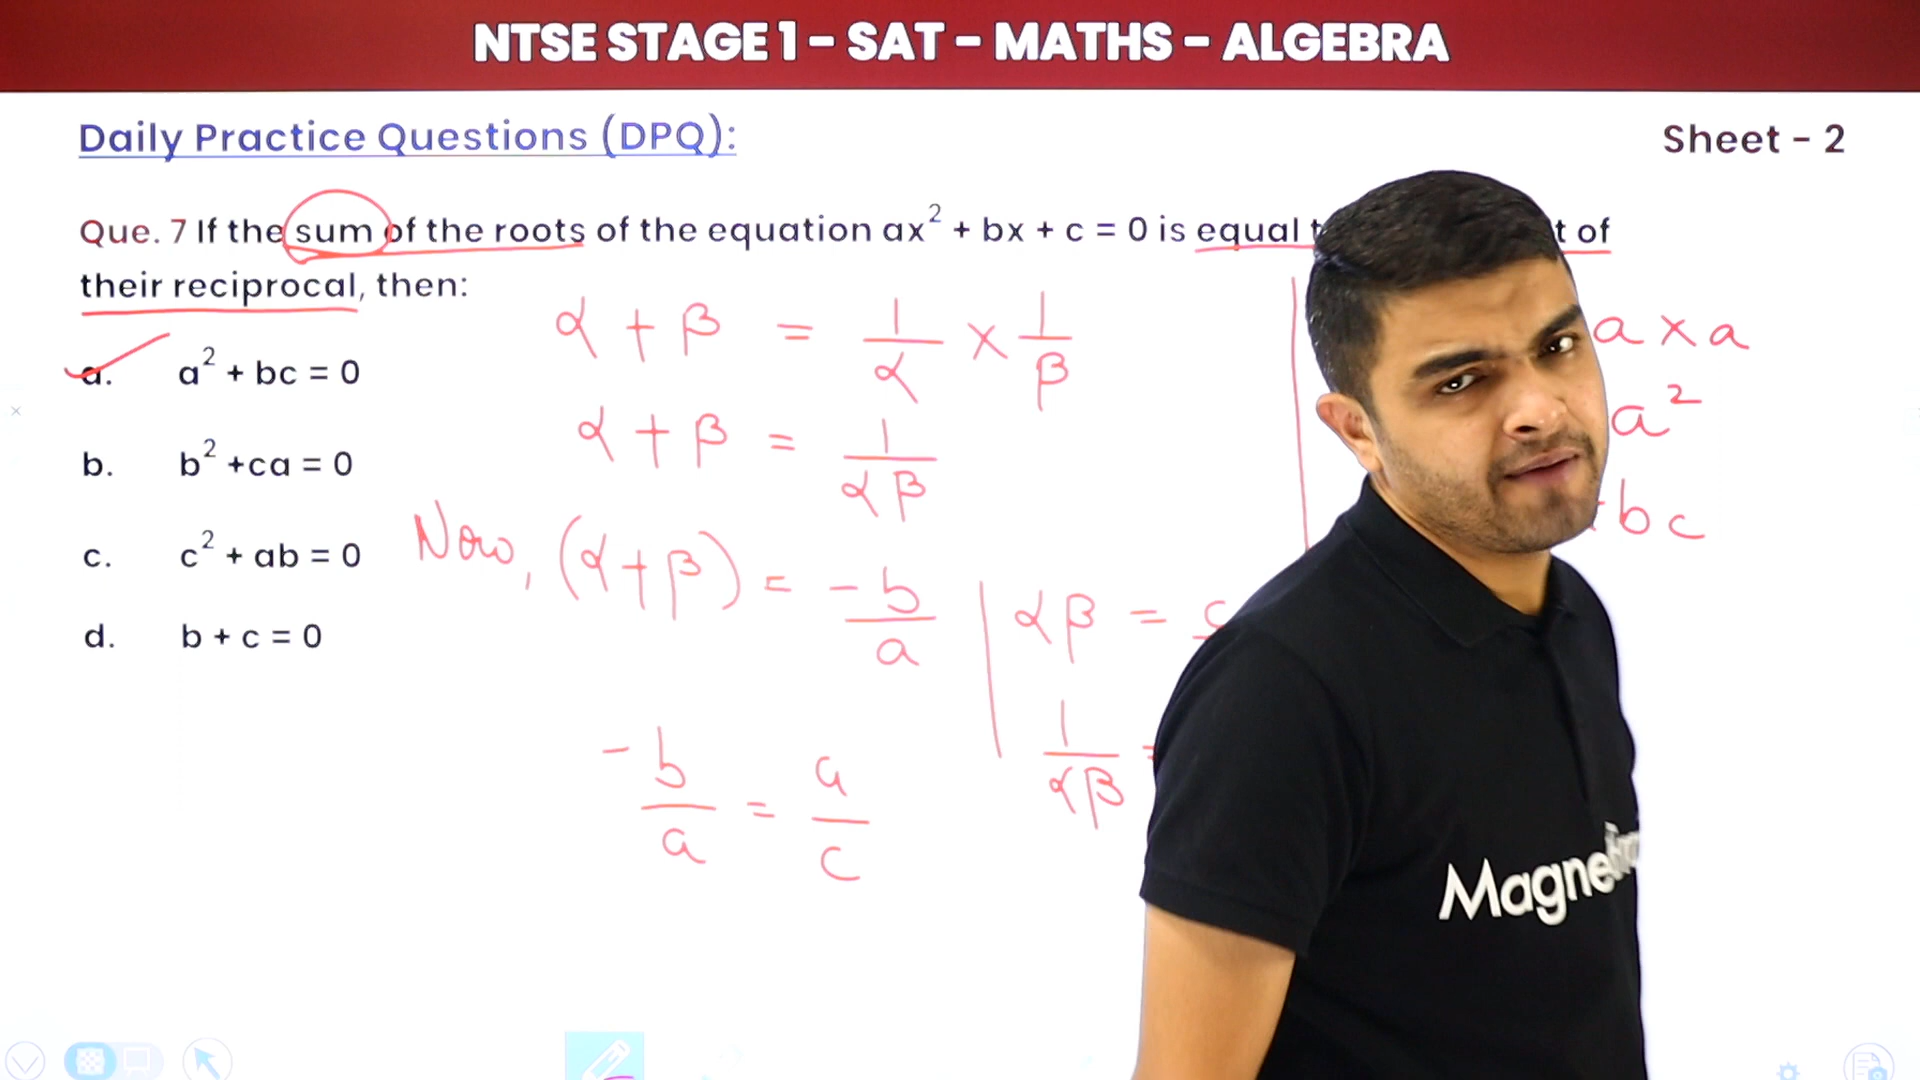 NTSE STAGE 1 - SAT - MATHS - ALGEBRA
Daily Practice Questions (DPQ):
Sheet - 2
Que. 7 If the sum of the roots of the equation ax² + bx + c = 0 is equal t of
their reciprocal, then:
a. a² + bc = 0
b. b² +ca = 0
c. c² + ab = 0
d. b + c = 0
α + β = 1/α × 1/β
α + β = 1/αβ
Now, (α+β) = -b/a
αβ = c
1/αβ =
-b/a = a/c
a × a
a²
bc
Magne